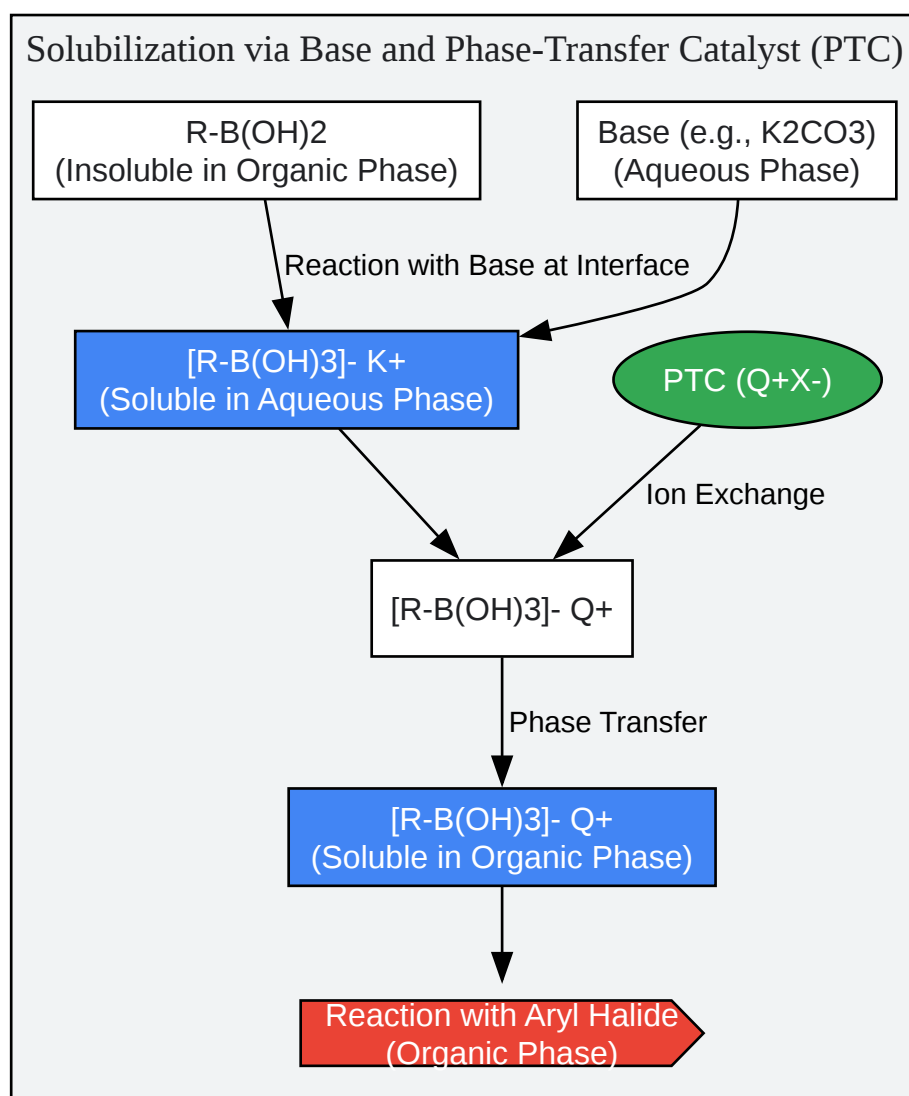 Solubilization via Base and Phase-Transfer Catalyst (PTC)
R-B(OH)2
(Insoluble in Organic Phase)
Base (e.g., K2CO3)
(Aqueous Phase)
Reaction with Base at Interface
[R-B(OH)3]- K+
(Soluble in Aqueous Phase)
PTC (Q+X-)
Ion Exchange
[R-B(OH)3]- Q+
Phase Transfer
[R-B(OH)3]- Q+
(Soluble in Organic Phase)
Reaction with Aryl Halide
(Organic Phase)